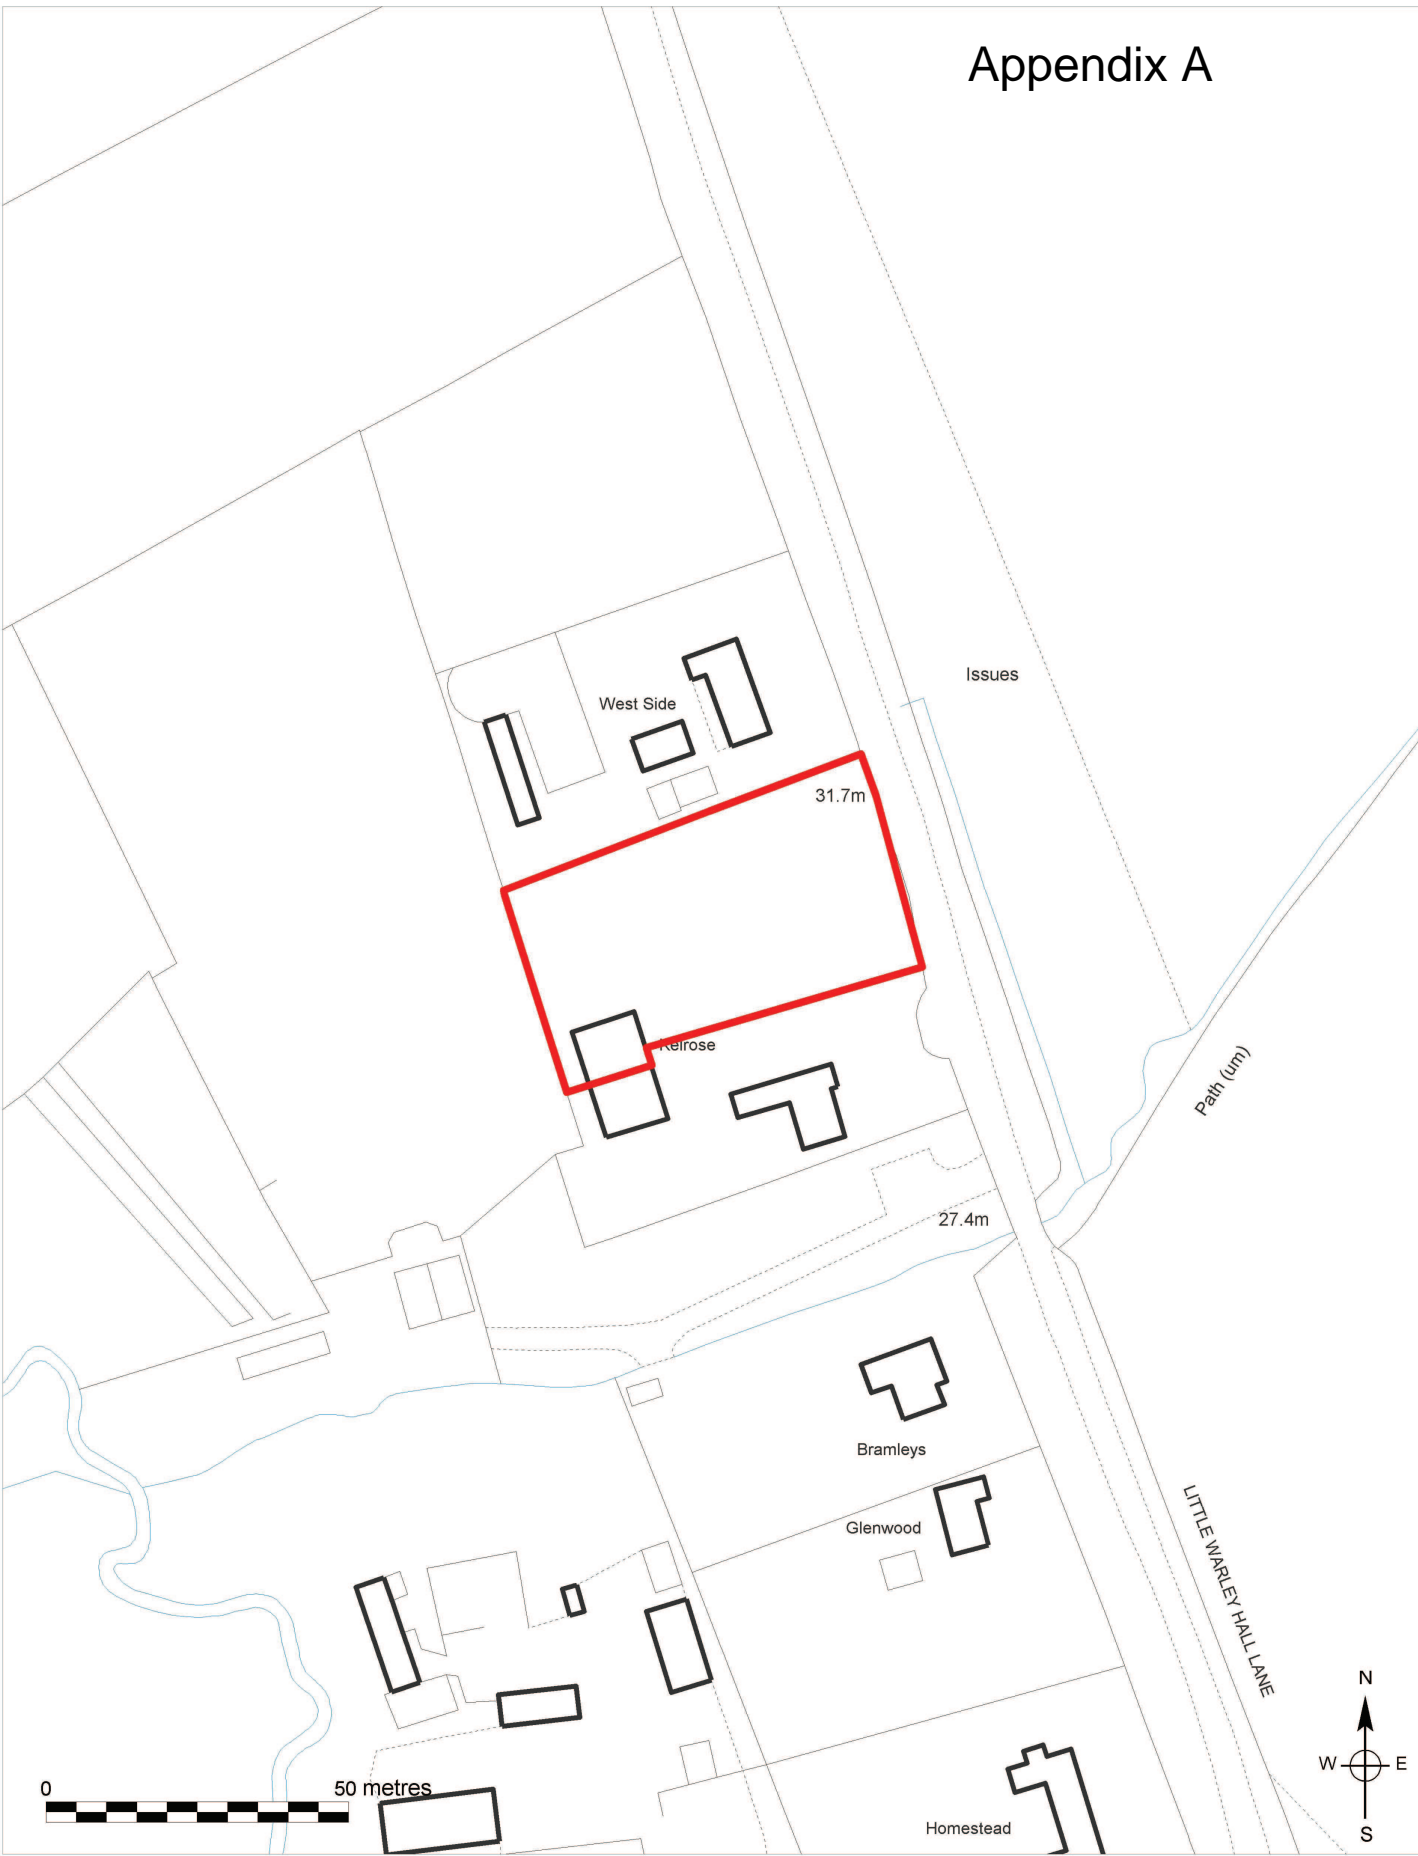 Appendix A
Issues
West Side
31.7m
Kelrose
Path (um)
27.4m
Bramleys
Glenwood
LITTLE WARLEY HALL LANE
N
W E
S
0 50 metres
Homestead